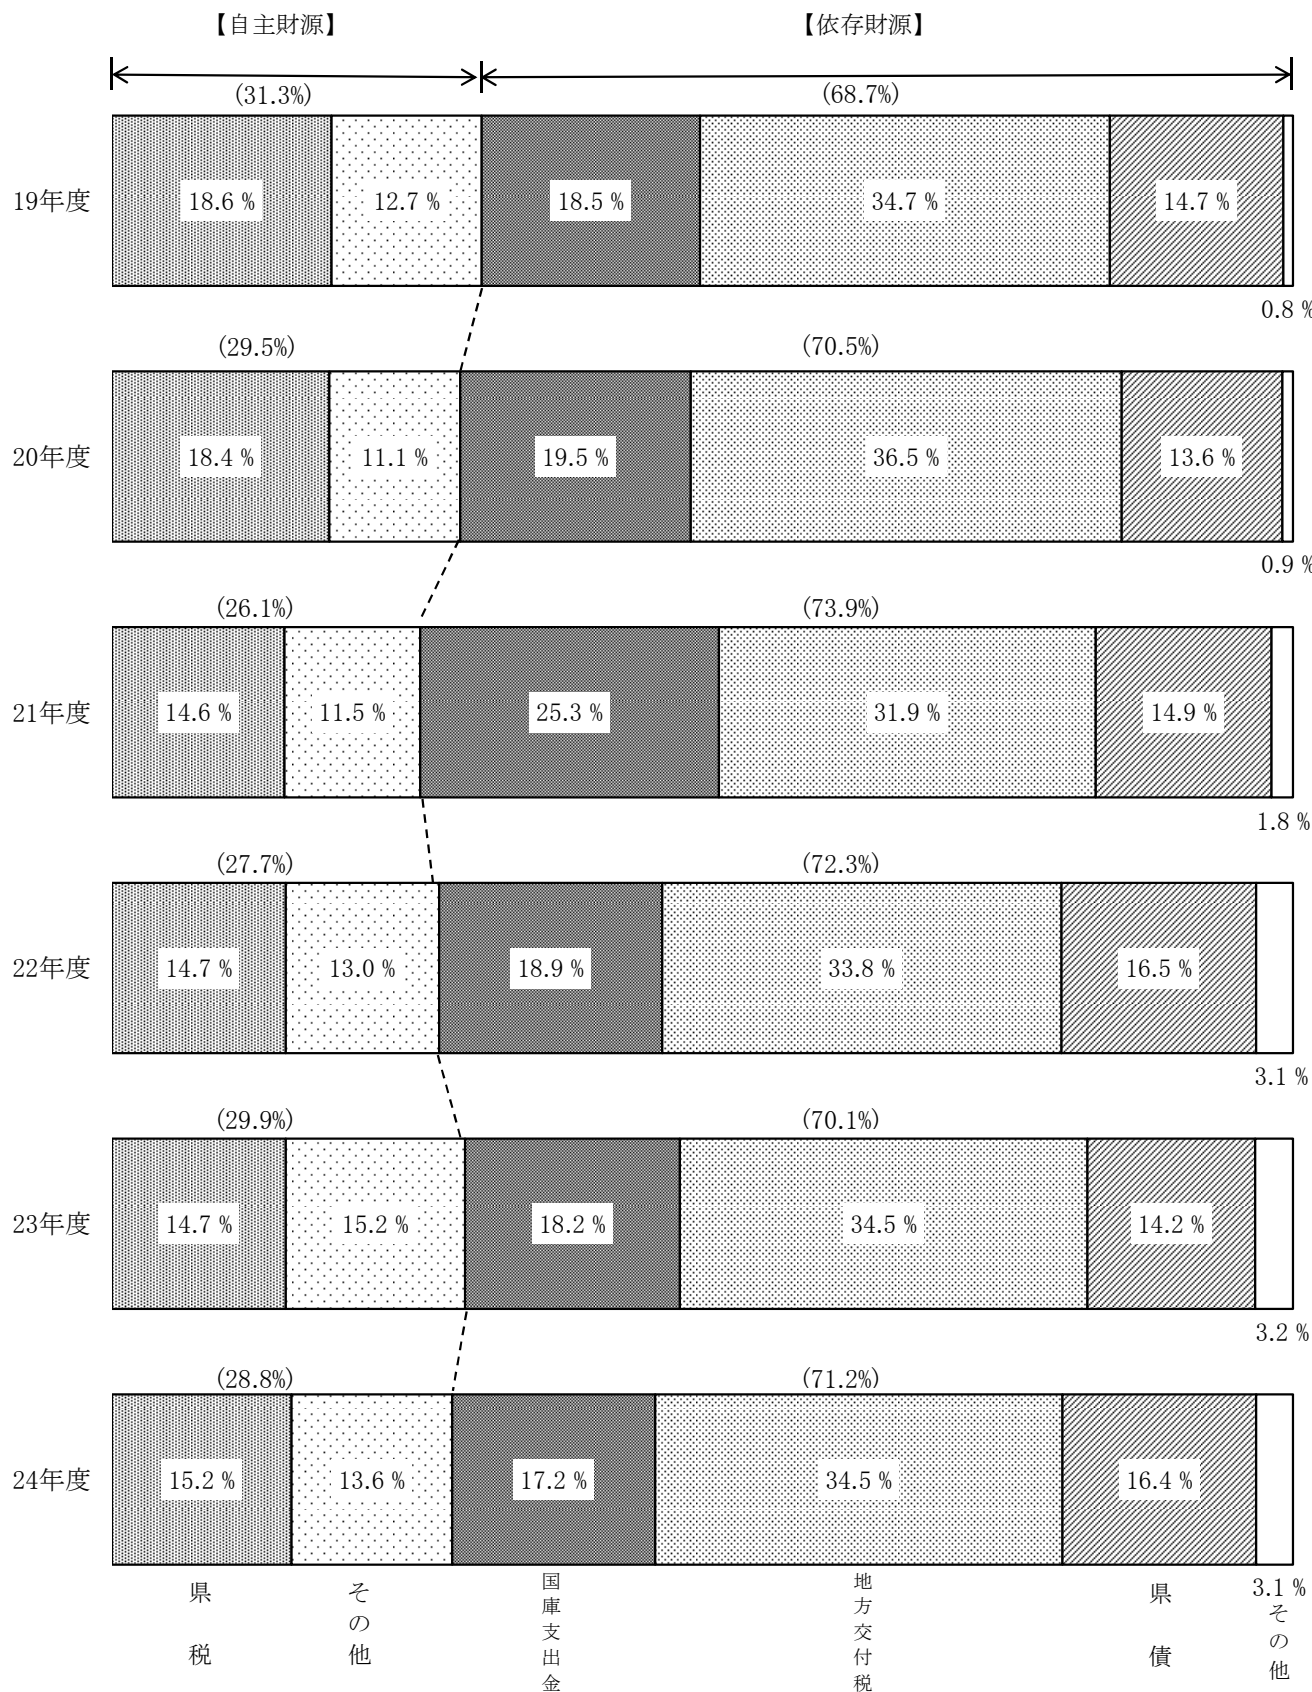 【自主財源】 【依存財源】
(31.3%) (68.7%)
19年度 18.6 % 12.7 % 18.5 % 34.7 % 14.7 %
0.8 %
(29.5%) (70.5%)
20年度 18.4 % 11.1 % 19.5 % 36.5 % 13.6 %
0.9 %
(26.1%) (73.9%)
21年度 14.6 % 11.5 % 25.3 % 31.9 % 14.9 %
1.8 %
(27.7%) (72.3%)
22年度 14.7 % 13.0 % 18.9 % 33.8 % 16.5 %
3.1 %
(29.9%) (70.1%)
23年度 14.7 % 15.2 % 18.2 % 34.5 % 14.2 %
3.2 %
(28.8%) (71.2%)
24年度 15.2 % 13.6 % 17.2 % 34.5 % 16.4 %
3.1 %
県税
その他
国庫支出金
地方交付税
県債
その他